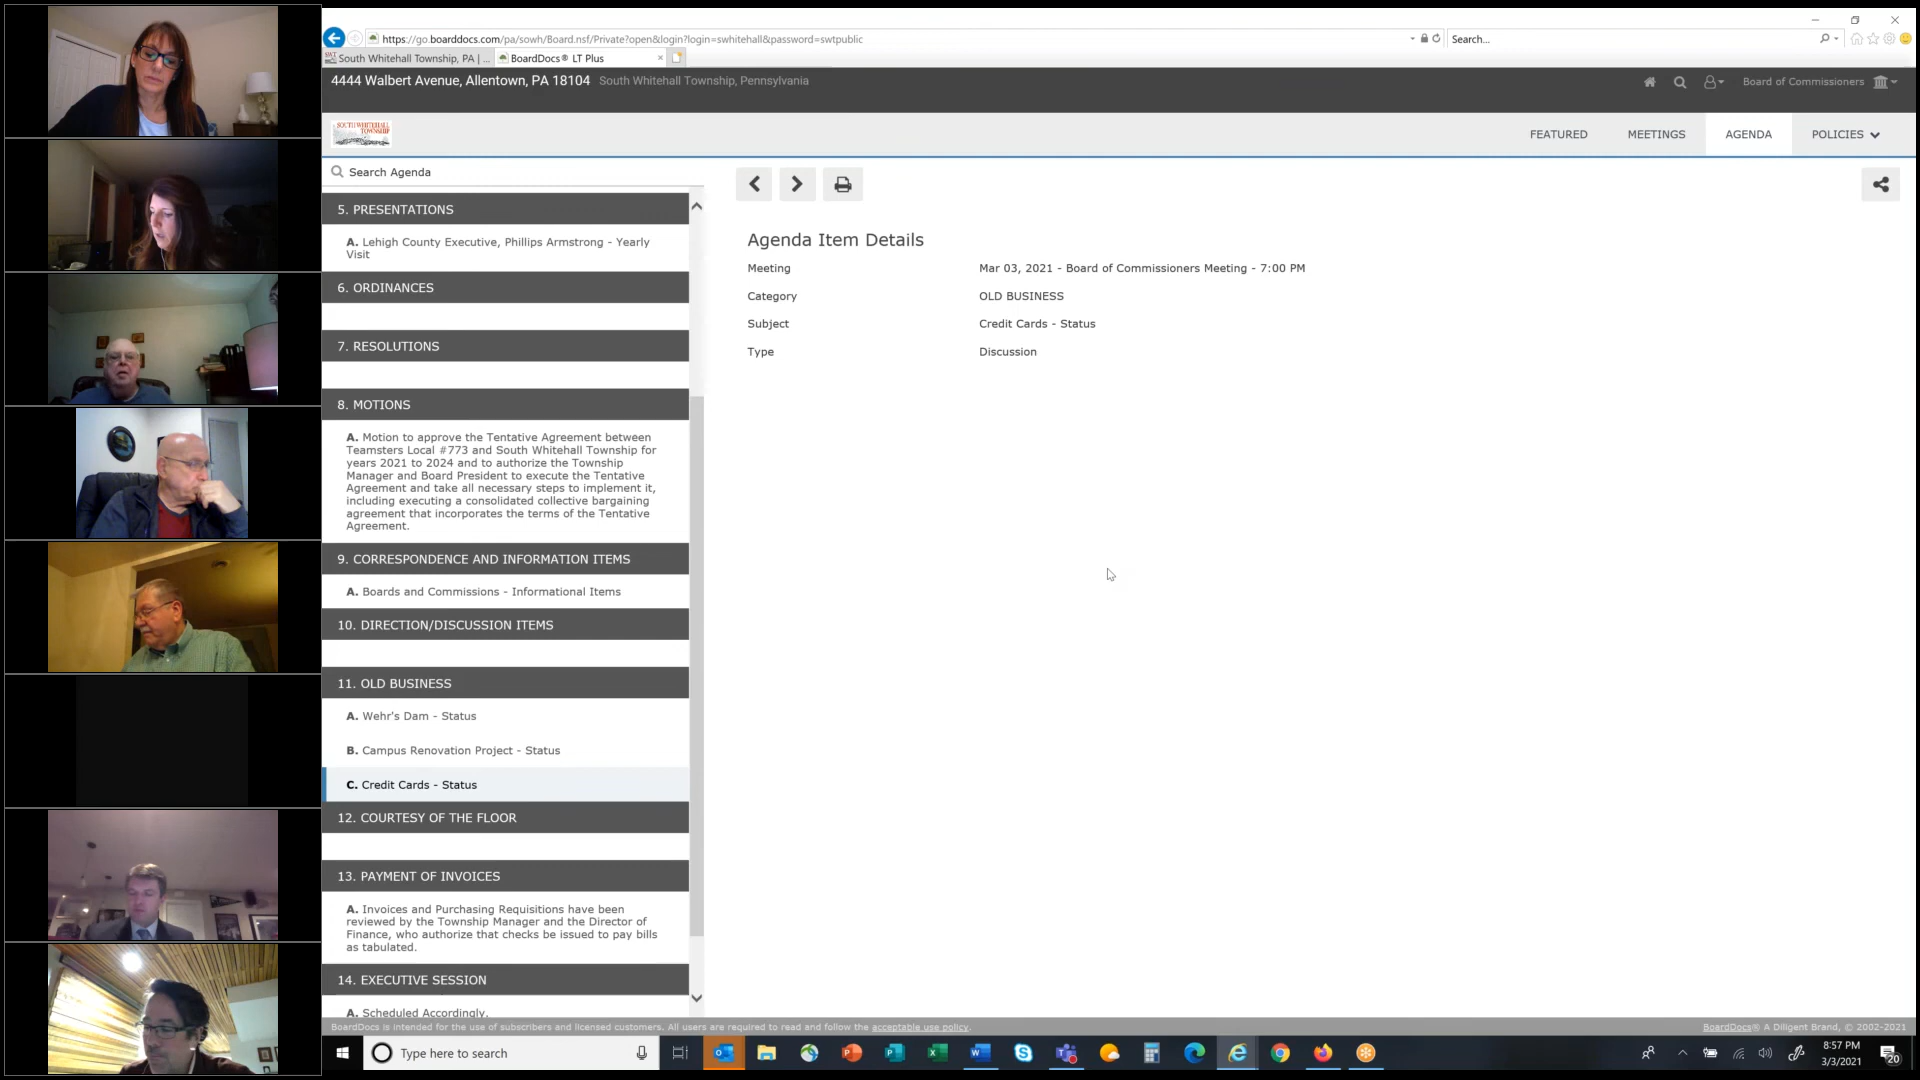 https://go.boarddocs.com/pa/sowh/Board.nsf/Private?open&login?login=swhitehall&password=swtpublic
Search...
South Whitehall Township, PA | ...
BoardDocs® LT Plus
4444 Walbert Avenue, Allentown, PA 18104
South Whitehall Township, Pennsylvania
Board of Commissioners
SOUTH WHITEHALL
TOWNSHIP
FEATURED
MEETINGS
AGENDA
POLICIES
Search Agenda
5. PRESENTATIONS
A. Lehigh County Executive, Phillips Armstrong - Yearly
Visit
6. ORDINANCES
7. RESOLUTIONS
8. MOTIONS
A. Motion to approve the Tentative Agreement between
Teamsters Local #773 and South Whitehall Township for
years 2021 to 2024 and to authorize the Township
Manager and Board President to execute the Tentative
Agreement and take all necessary steps to implement it,
including executing a consolidated collective bargaining
agreement that incorporates the terms of the Tentative
Agreement.
9. CORRESPONDENCE AND INFORMATION ITEMS
A. Boards and Commissions - Informational Items
10. DIRECTION/DISCUSSION ITEMS
11. OLD BUSINESS
A. Wehr's Dam - Status
B. Campus Renovation Project - Status
C. Credit Cards - Status
12. COURTESY OF THE FLOOR
13. PAYMENT OF INVOICES
A. Invoices and Purchasing Requisitions have been
reviewed by the Township Manager and the Director of
Finance, who authorize that checks be issued to pay bills
as tabulated.
14. EXECUTIVE SESSION
A. Scheduled Accordingly.
Agenda Item Details
Meeting
Mar 03, 2021 - Board of Commissioners Meeting - 7:00 PM
Category
OLD BUSINESS
Subject
Credit Cards - Status
Type
Discussion
BoardDocs is intended for the use of subscribers and licensed customers. All users are required to read and follow the acceptable use policy.
BoardDocs® A Diligent Brand, © 2002-2021
Type here to search
8:57 PM
3/3/2021
20